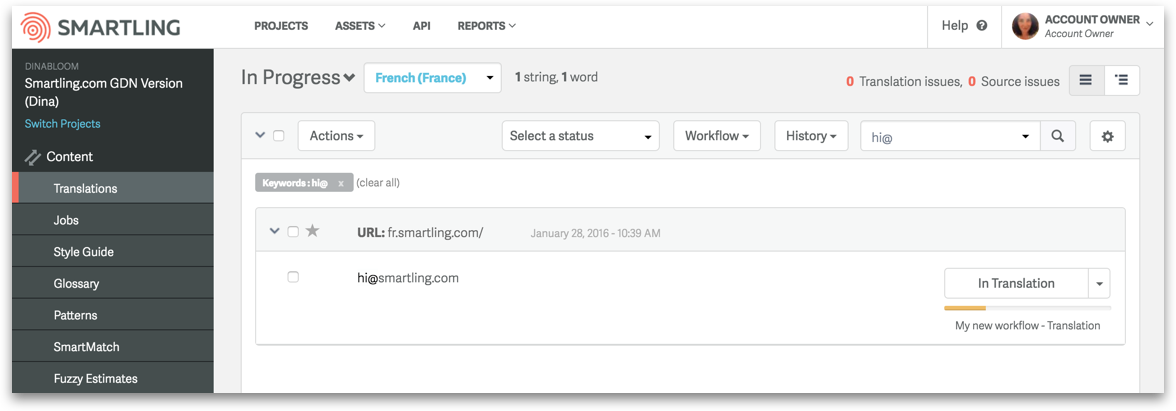 SMARTLING
PROJECTS ASSETS API REPORTS
Help ?
ACCOUNT OWNER
Account Owner
DINABLOOM
Smartling.com GDN Version
(Dina)
Switch Projects
Content
Translations
Jobs
Style Guide
Glossary
Patterns
SmartMatch
Fuzzy Estimates
In Progress French (France) 1 string, 1 word
0 Translation issues, 0 Source issues
Actions Select a status Workflow History hi@
Keywords : hi@ x (clear all)
URL: fr.smartling.com/ January 28, 2016 - 10:39 AM
hi@smartling.com
In Translation
My new workflow - Translation